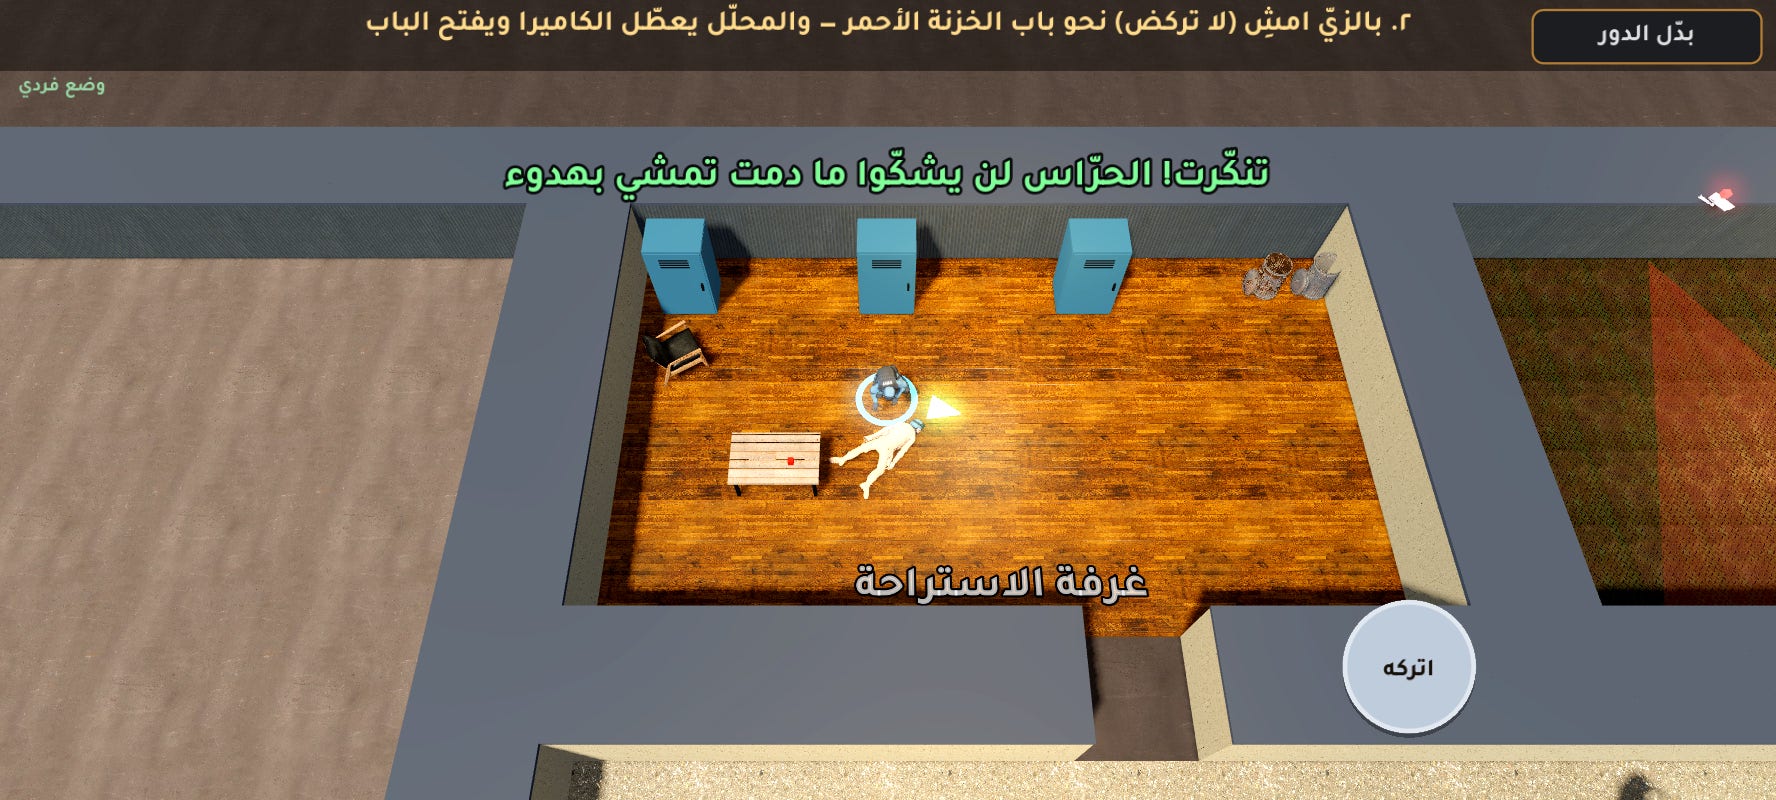 بدّل الدور
٢. بالزيّ امشِ (لا تركض) نحو باب الخزنة الأحمر – والمحلّل يعطّل الكاميرا ويفتح الباب
وضع فردي
تنكّرت! الحرّاس لن يشكّوا ما دمت تمشي بهدوء
غرفة الاستراحة
اتركه